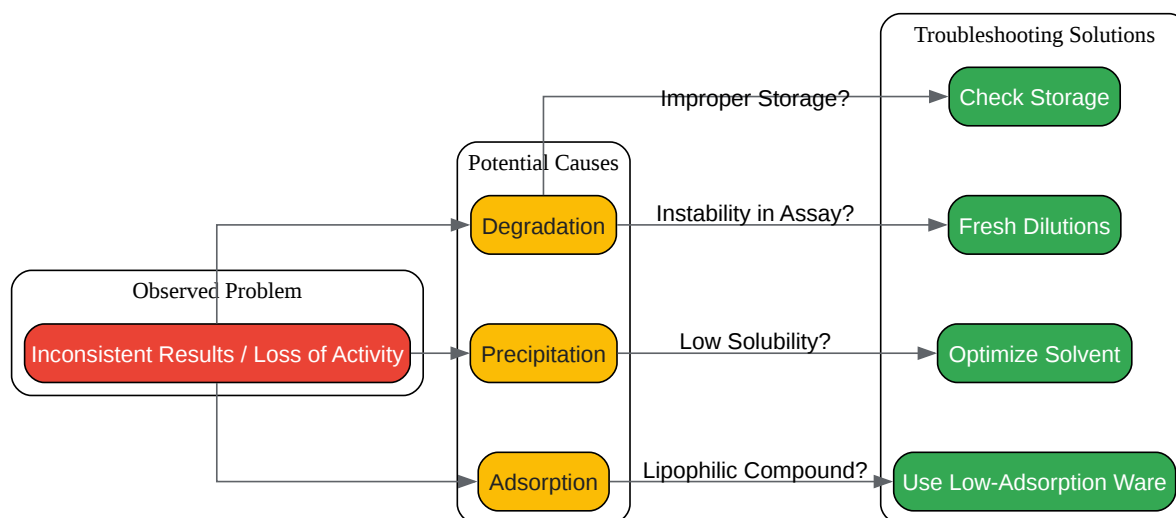 Troubleshooting Solutions
Improper Storage?
Check Storage
Potential Causes
Degradation
Instability in Assay?
Fresh Dilutions
Observed Problem
Inconsistent Results / Loss of Activity
Precipitation
Low Solubility?
Optimize Solvent
Adsorption
Lipophilic Compound?
Use Low-Adsorption Ware